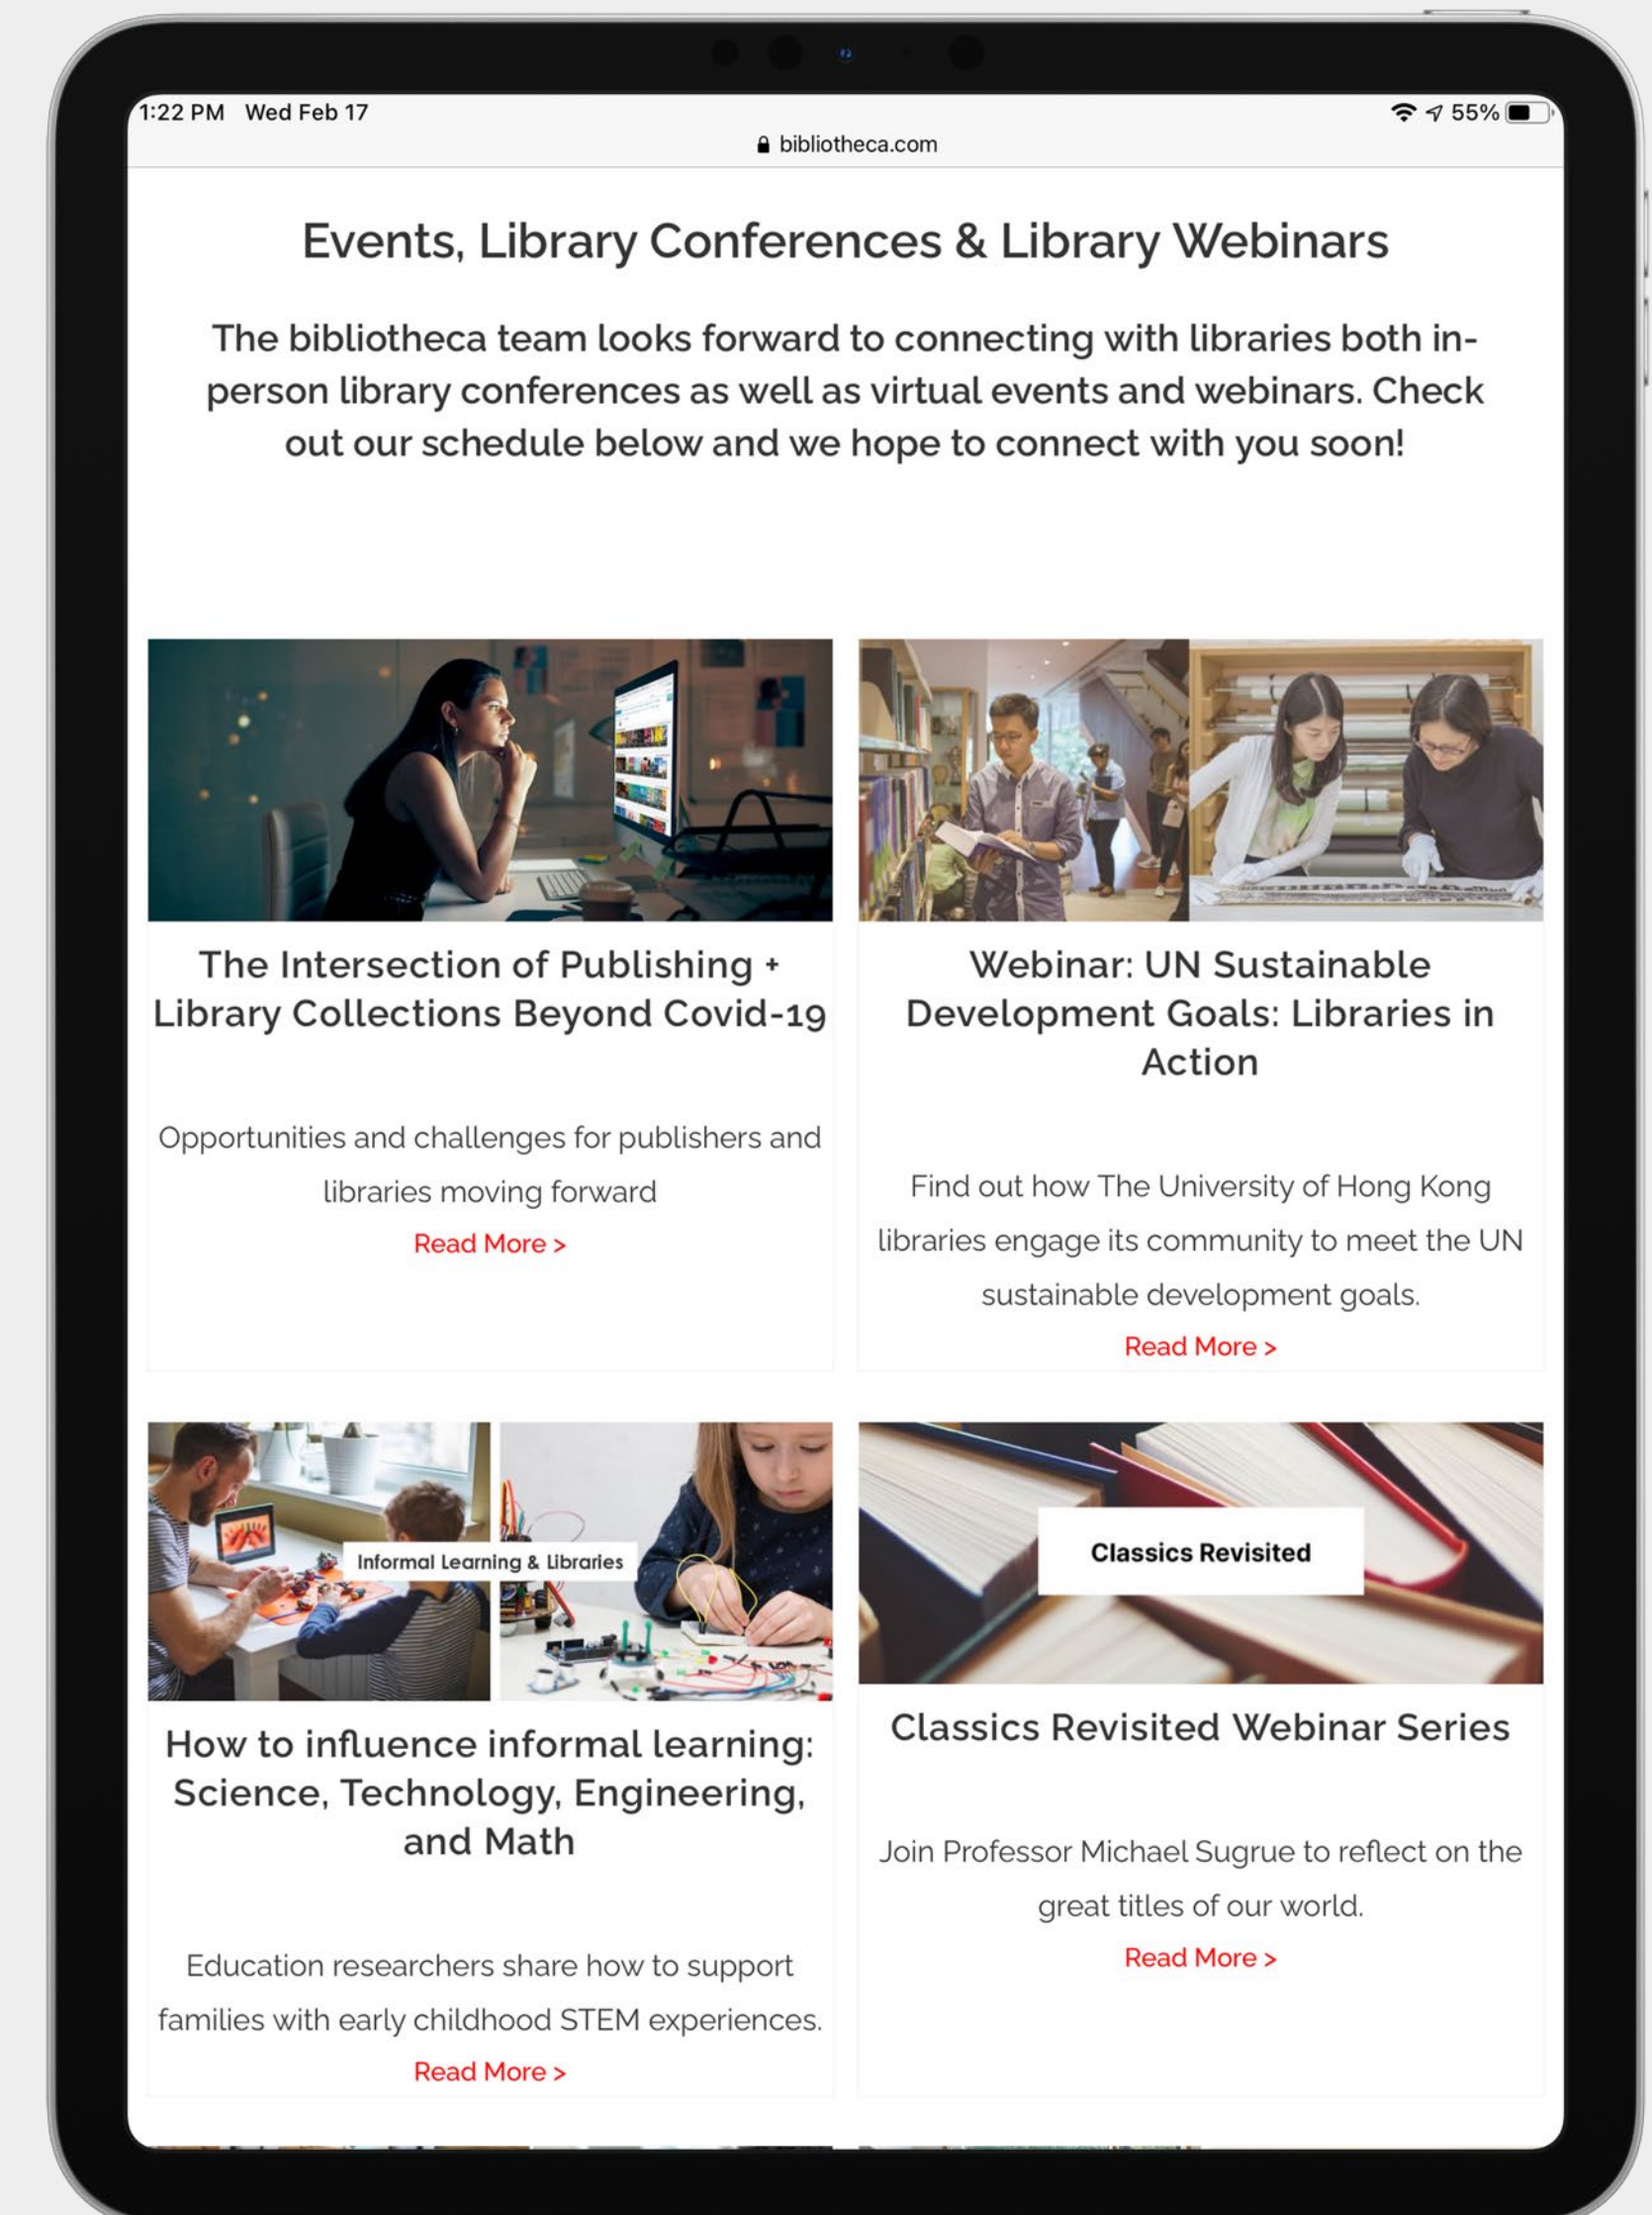 1:22 PM Wed Feb 17
55%
bibliotheca.com
Events, Library Conferences & Library Webinars
The bibliotheca team looks forward to connecting with libraries both in-
person library conferences as well as virtual events and webinars. Check
out our schedule below and we hope to connect with you soon!
The Intersection of Publishing +
Library Collections Beyond Covid-19
Opportunities and challenges for publishers and
libraries moving forward
Read More >
Webinar: UN Sustainable
Development Goals: Libraries in
Action
Find out how The University of Hong Kong
libraries engage its community to meet the UN
sustainable development goals.
Read More >
Informal Learning & Libraries
How to influence informal learning:
Science, Technology, Engineering,
and Math
Education researchers share how to support
families with early childhood STEM experiences.
Read More >
Classics Revisited
Classics Revisited Webinar Series
Join Professor Michael Sugrue to reflect on the
great titles of our world.
Read More >